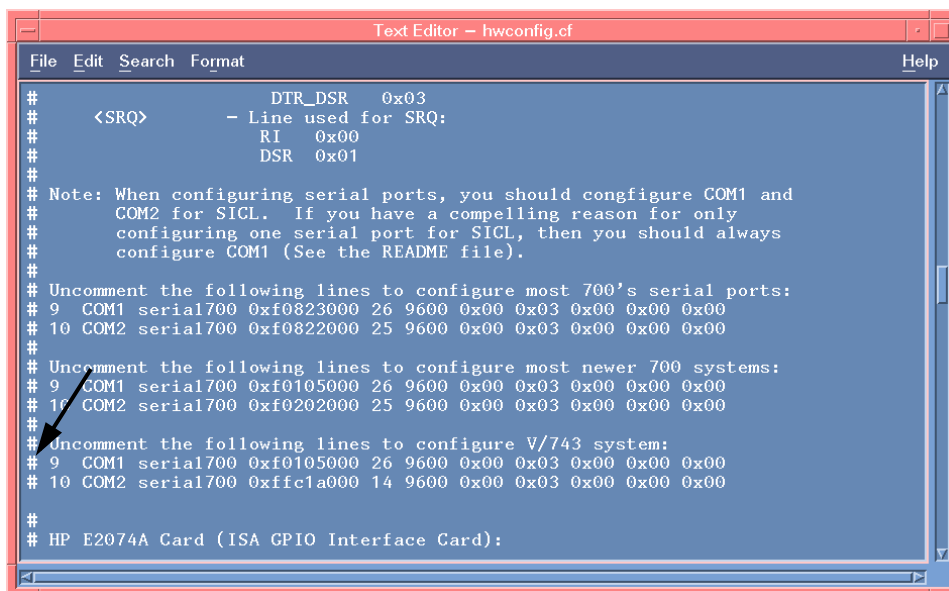 Text Editor – hwconfig.cf
File Edit Search Format Help
# DTR_DSR 0x03
# <SRQ> – Line used for SRQ:
# RI 0x00
# DSR 0x01
#
# Note: When configuring serial ports, you should congfigure COM1 and
# COM2 for SICL. If you have a compelling reason for only
# configuring one serial port for SICL, then you should always
# configure COM1 (See the README file).
#
# Uncomment the following lines to configure most 700's serial ports:
# 9 COM1 serial700 0xf0823000 26 9600 0x00 0x03 0x00 0x00 0x00
# 10 COM2 serial700 0xf0822000 25 9600 0x00 0x03 0x00 0x00 0x00
#
# Uncomment the following lines to configure most newer 700 systems:
# 9 COM1 serial700 0xf0105000 26 9600 0x00 0x03 0x00 0x00 0x00
# 10 COM2 serial700 0xf0202000 25 9600 0x00 0x03 0x00 0x00 0x00
#
# Uncomment the following lines to configure V/743 system:
# 9 COM1 serial700 0xf0105000 26 9600 0x00 0x03 0x00 0x00 0x00
# 10 COM2 serial700 0xffc1a000 14 9600 0x00 0x03 0x00 0x00 0x00
#
# HP E2074A Card (ISA GPIO Interface Card):